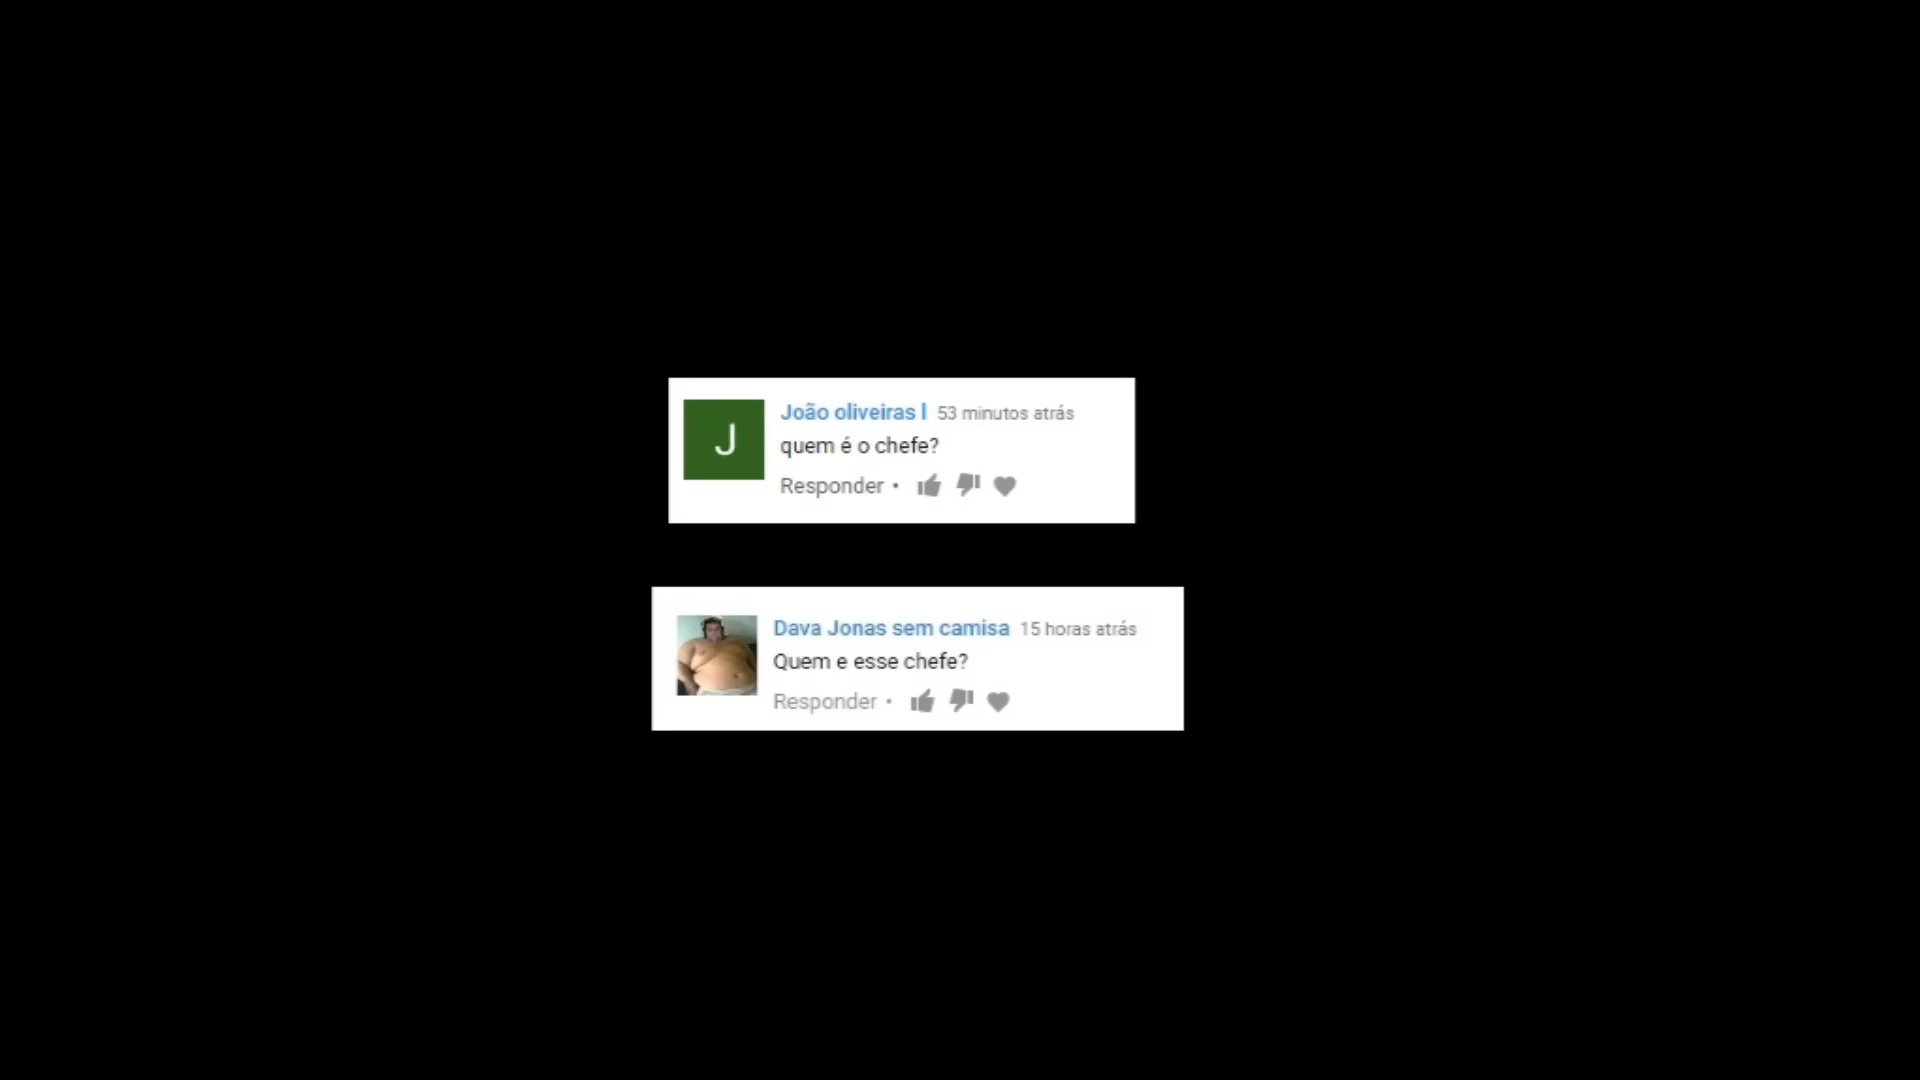 J
João oliveiras l 53 minutos atrás
quem é o chefe?
Responder •
Dava Jonas sem camisa 15 horas atrás
Quem e esse chefe?
Responder •